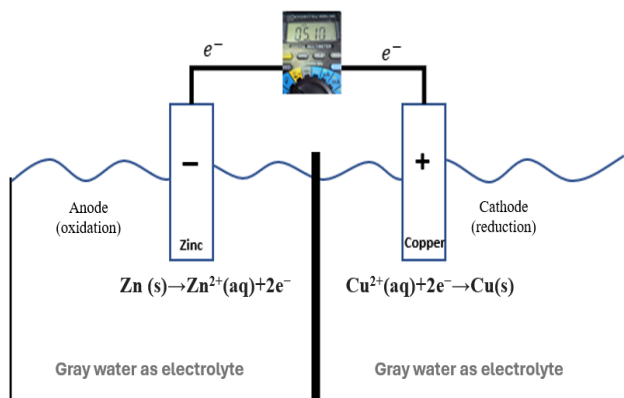 e⁻
e⁻
05.10
−
+
Anode
(oxidation)
Cathode
(reduction)
Zinc
Copper
Zn (s)→Zn²⁺(aq)+2e⁻
Cu²⁺(aq)+2e⁻→Cu(s)
Gray water as electrolyte
Gray water as electrolyte